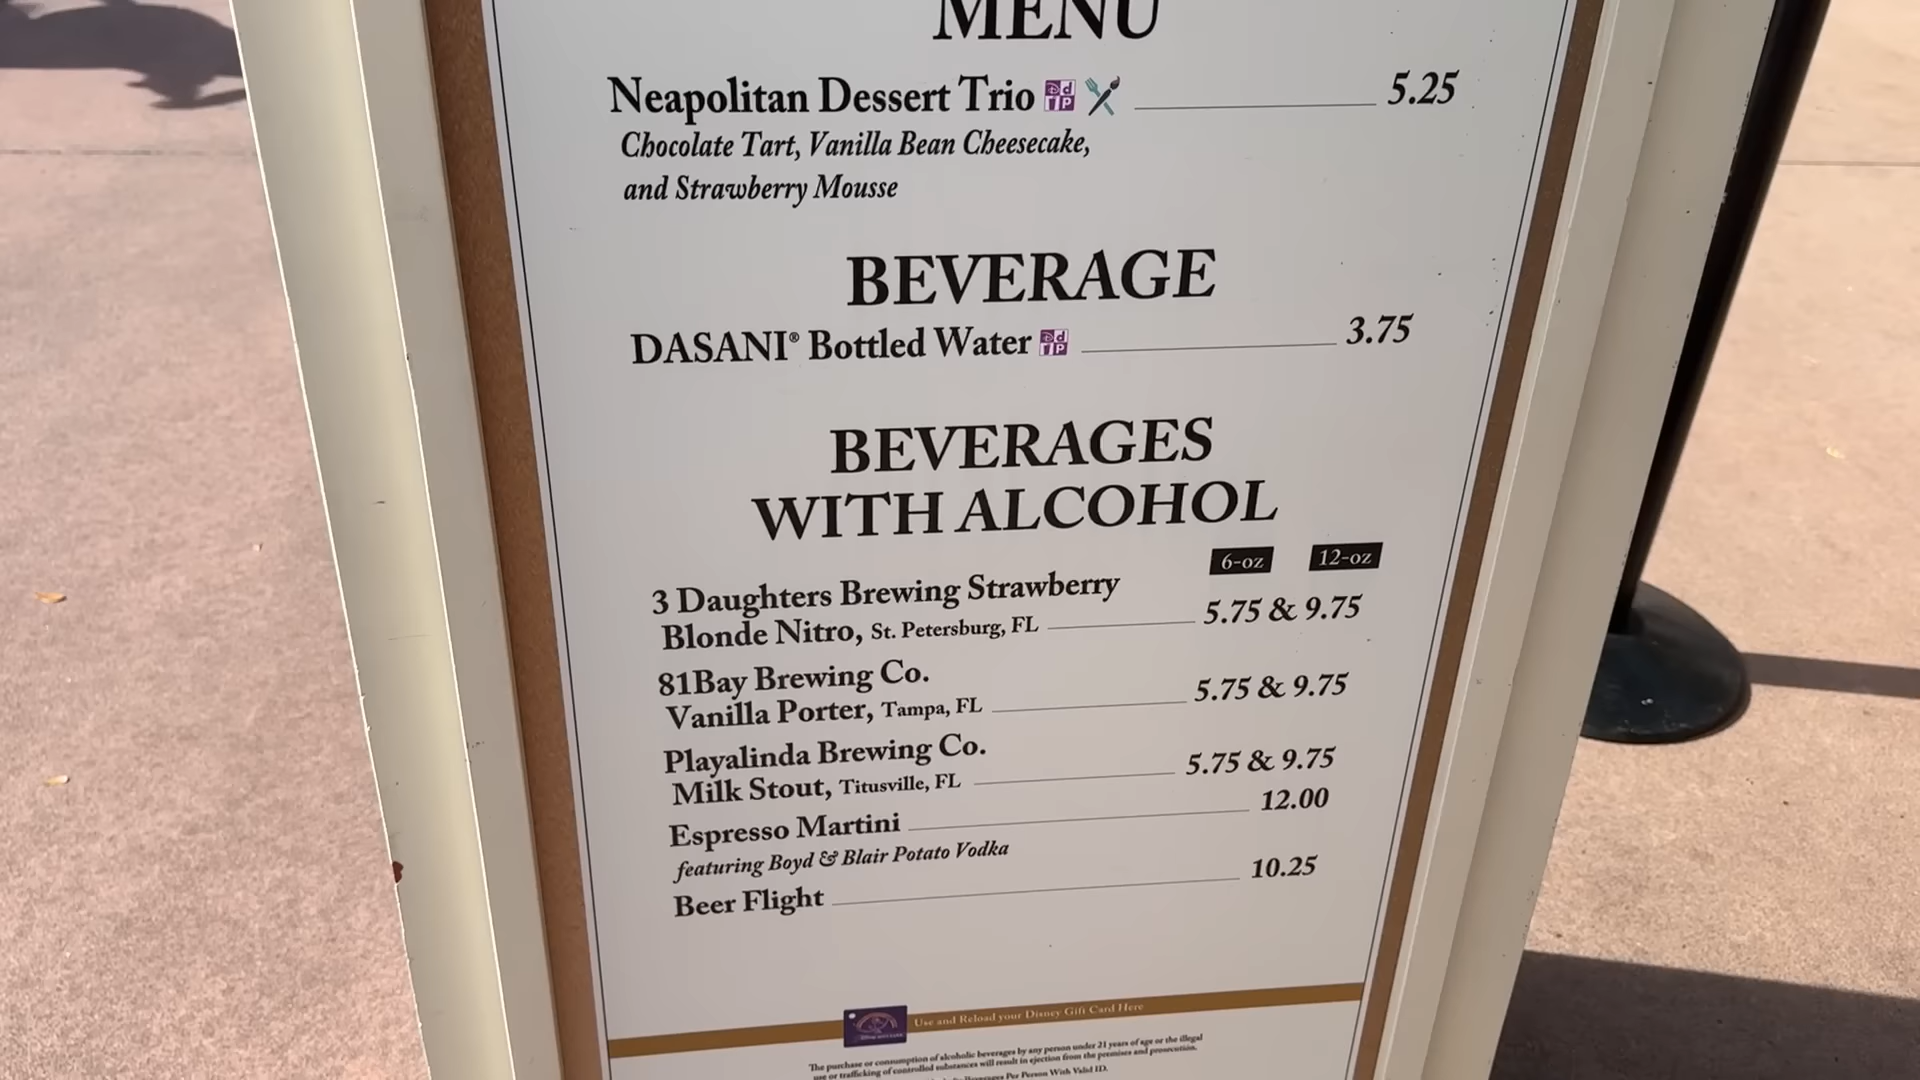 MENU
Neapolitan Dessert Trio 5.25
Chocolate Tart, Vanilla Bean Cheesecake,
and Strawberry Mousse
BEVERAGE
DASANI® Bottled Water 3.75
BEVERAGES
WITH ALCOHOL
6-oz 12-oz
3 Daughters Brewing Strawberry
Blonde Nitro, St. Petersburg, FL 5.75 & 9.75
81Bay Brewing Co.
Vanilla Porter, Tampa, FL 5.75 & 9.75
Playalinda Brewing Co.
Milk Stout, Titusville, FL 5.75 & 9.75
Espresso Martini 12.00
featuring Boyd & Blair Potato Vodka
Beer Flight 10.25
Use and Reload your Disney Gift Card Here
The purchase or consumption of alcoholic beverages by any person under 21 years of age or the illegal
use or trafficking of controlled substances will result in ejection from the premises and prosecution.
Beverages Per Person With Valid ID.